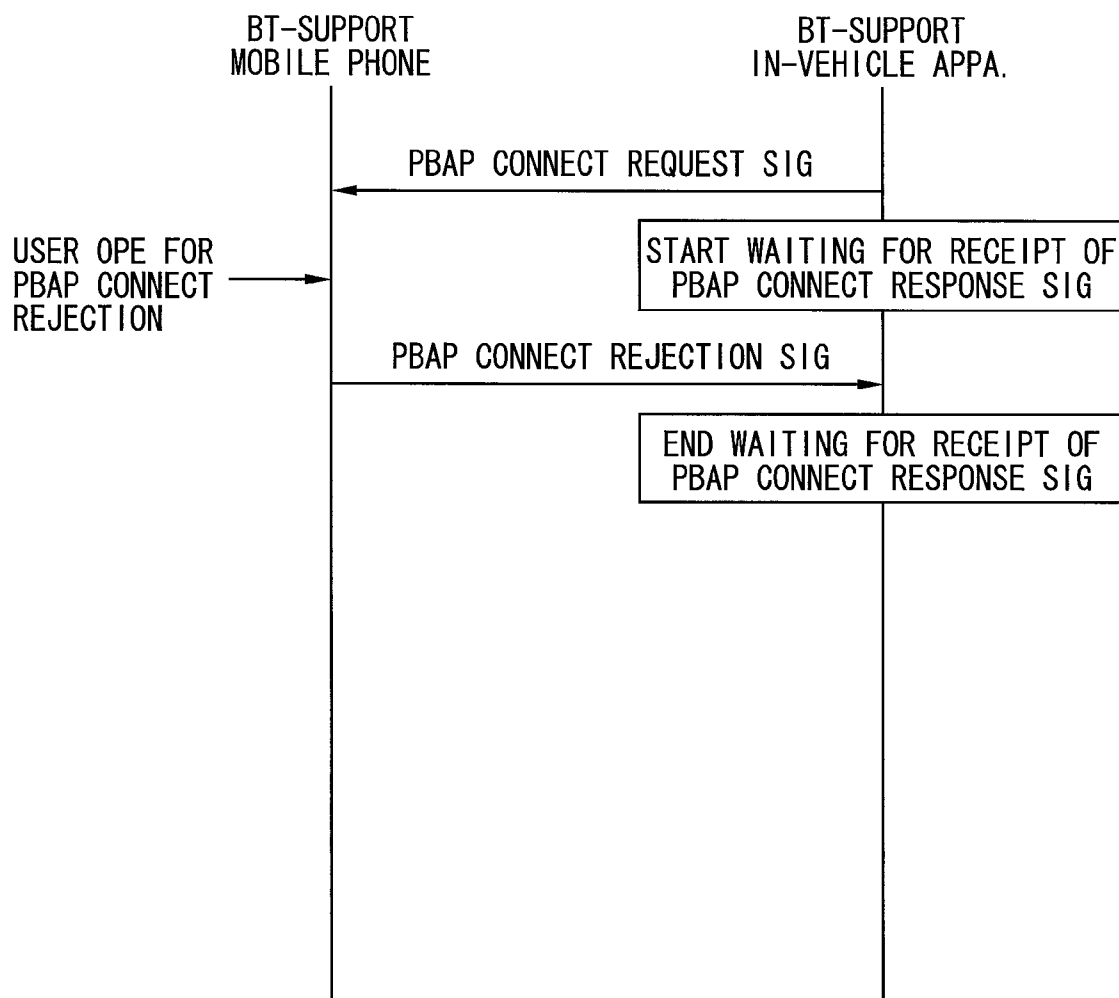 BT-SUPPORT
MOBILE PHONE
BT-SUPPORT
IN-VEHICLE APPA.
PBAP CONNECT REQUEST SIG
USER OPE FOR
PBAP CONNECT
REJECTION
START WAITING FOR RECEIPT OF
PBAP CONNECT RESPONSE SIG
PBAP CONNECT REJECTION SIG
END WAITING FOR RECEIPT OF
PBAP CONNECT RESPONSE SIG